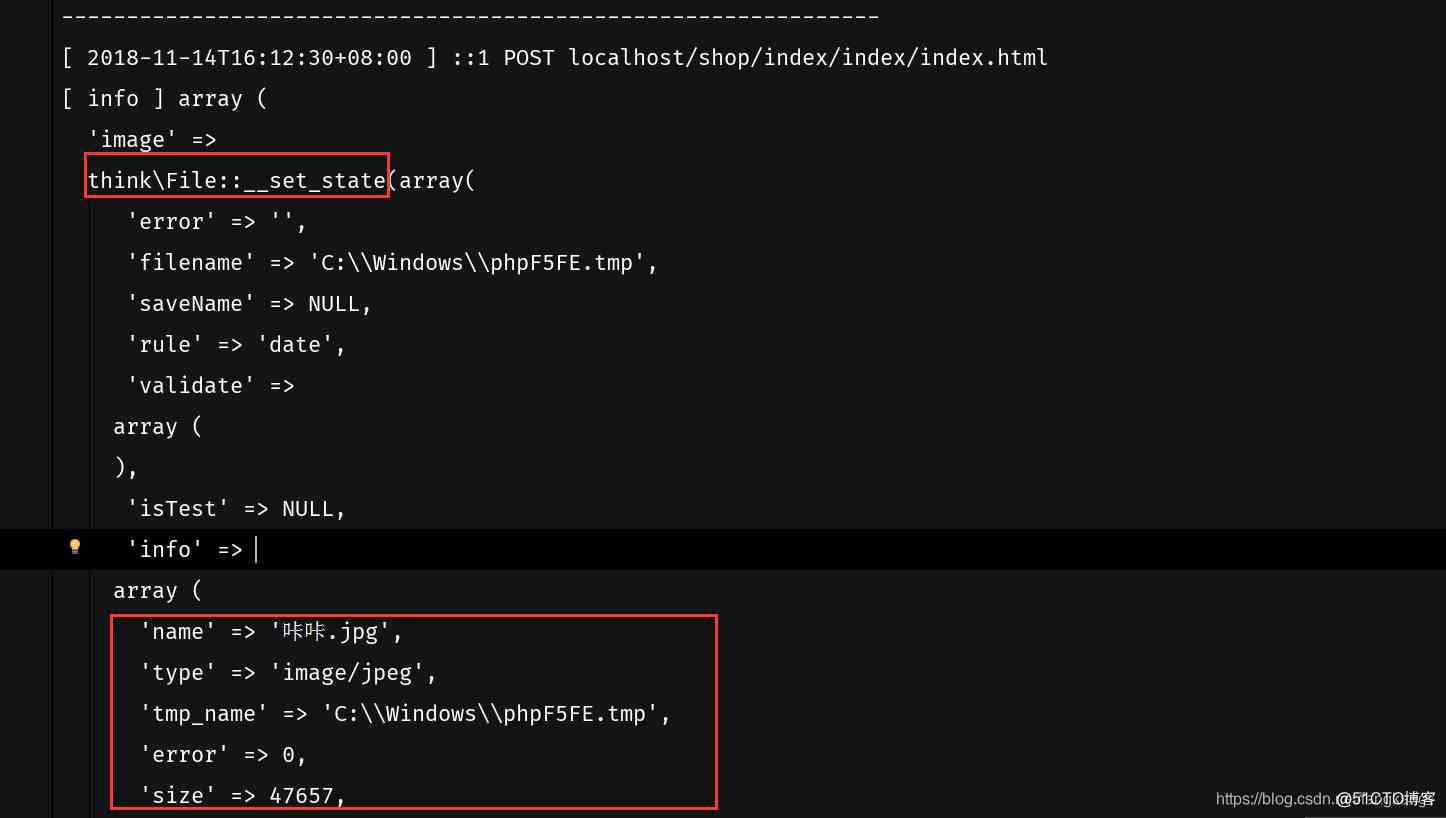 ---------------------------------------------------------------
[ 2018-11-14T16:12:30+08:00 ] ::1 POST localhost/shop/index/index/index.html
[ info ] array (
  'image' =>
  think\File::__set_state(array(
     'error' => '',
     'filename' => 'C:\\Windows\\phpF5FE.tmp',
     'saveName' => NULL,
     'rule' => 'date',
     'validate' =>
    array (
    ),
     'isTest' => NULL,
     'info' =>
    array (
      'name' => '咔咔.jpg',
      'type' => 'image/jpeg',
      'tmp_name' => 'C:\\Windows\\phpF5FE.tmp',
      'error' => 0,
      'size' => 47657,
https://blog.csdn.n
@51CTO博客